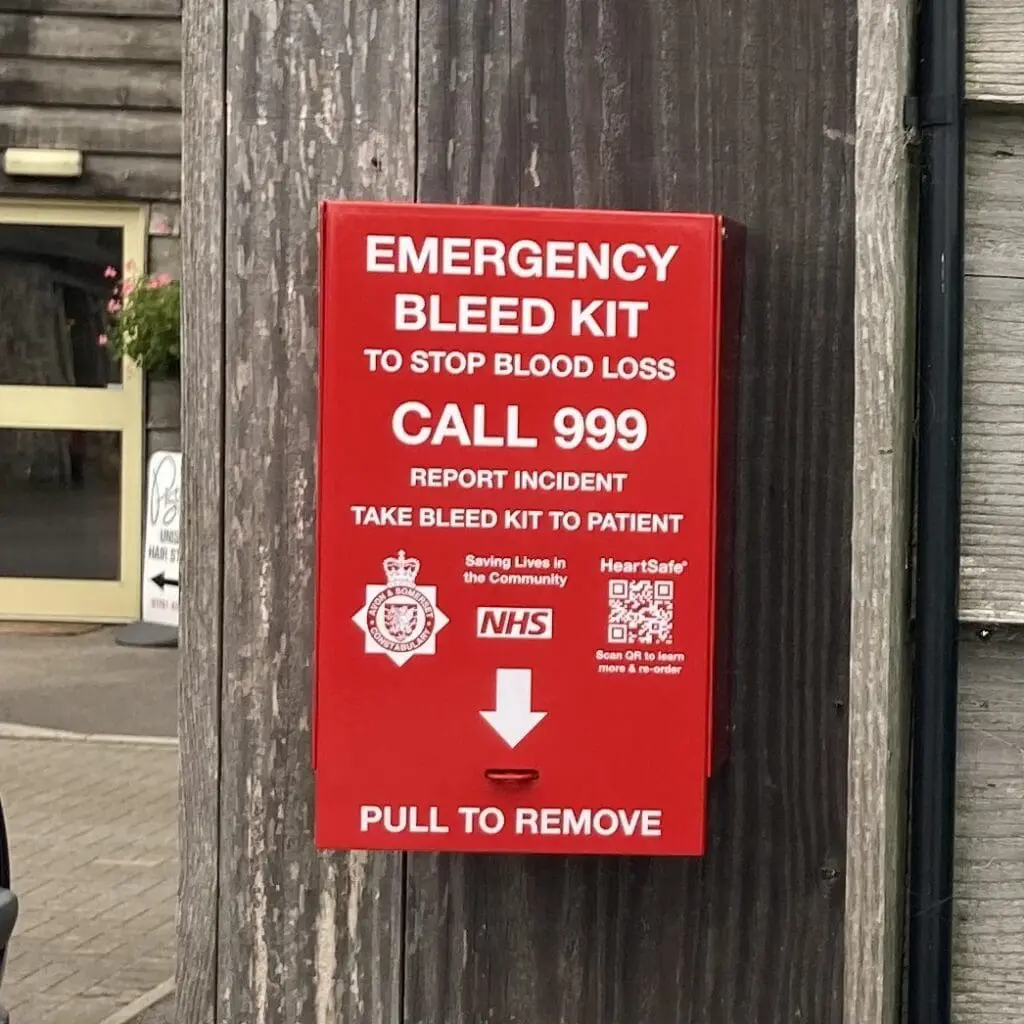 EMERGENCY
BLEED KIT
TO STOP BLOOD LOSS
CALL 999
REPORT INCIDENT
TAKE BLEED KIT TO PATIENT
AVON & SOMERSET
CONSTABULARY
Saving Lives in
the Community
NHS
HeartSafe®
Scan QR to learn
more & re-order
PULL TO REMOVE
HAIR